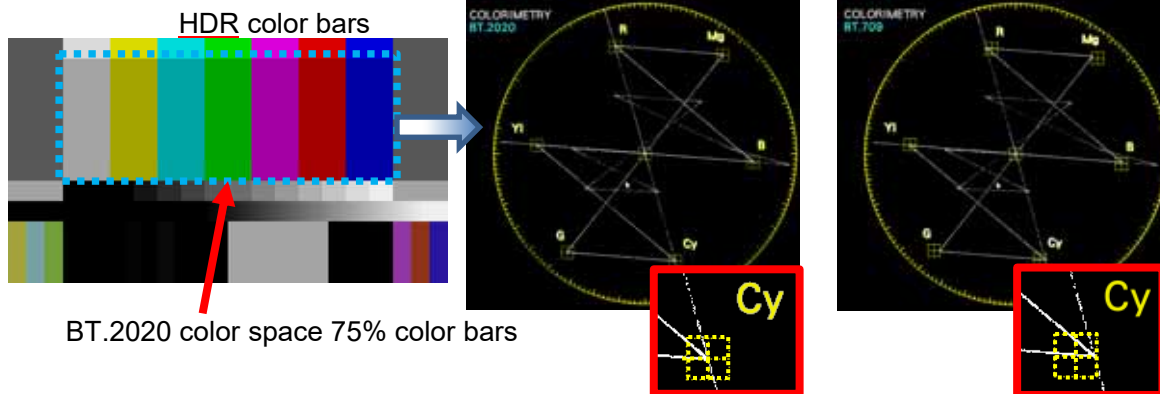 HDR color bars
BT.2020 color space 75% color bars
COLORIMETRY
BT.2020
R
Mg
Yl
B
G
Cy
Cy
COLORIMETRY
BT.709
R
Mg
Yl
B
G
Cy
Cy